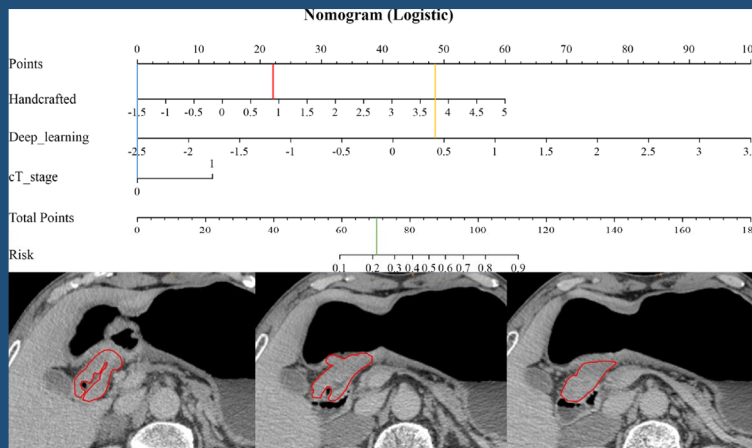 Nomogram (Logistic)
0 10 20 30 40 50 60 70 80 90 100
Points
Handcrafted
-1.5 -1 -0.5 0 0.5 1 1.5 2 2.5 3 3.5 4 4.5 5
Deep_learning
-2.5 -2 -1.5 -1 -0.5 0 0.5 1 1.5 2 2.5 3 3.
1
cT_stage
0
Total Points
0 20 40 60 80 100 120 140 160 180
Risk
0.1 0.2 0.3 0.4 0.5 0.6 0.7 0.8 0.9